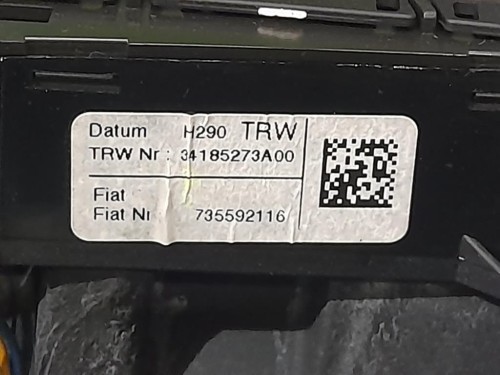 Datum H290 TRW
TRW Nr : 34185273A00
Fiat
Fiat Nr 735592116